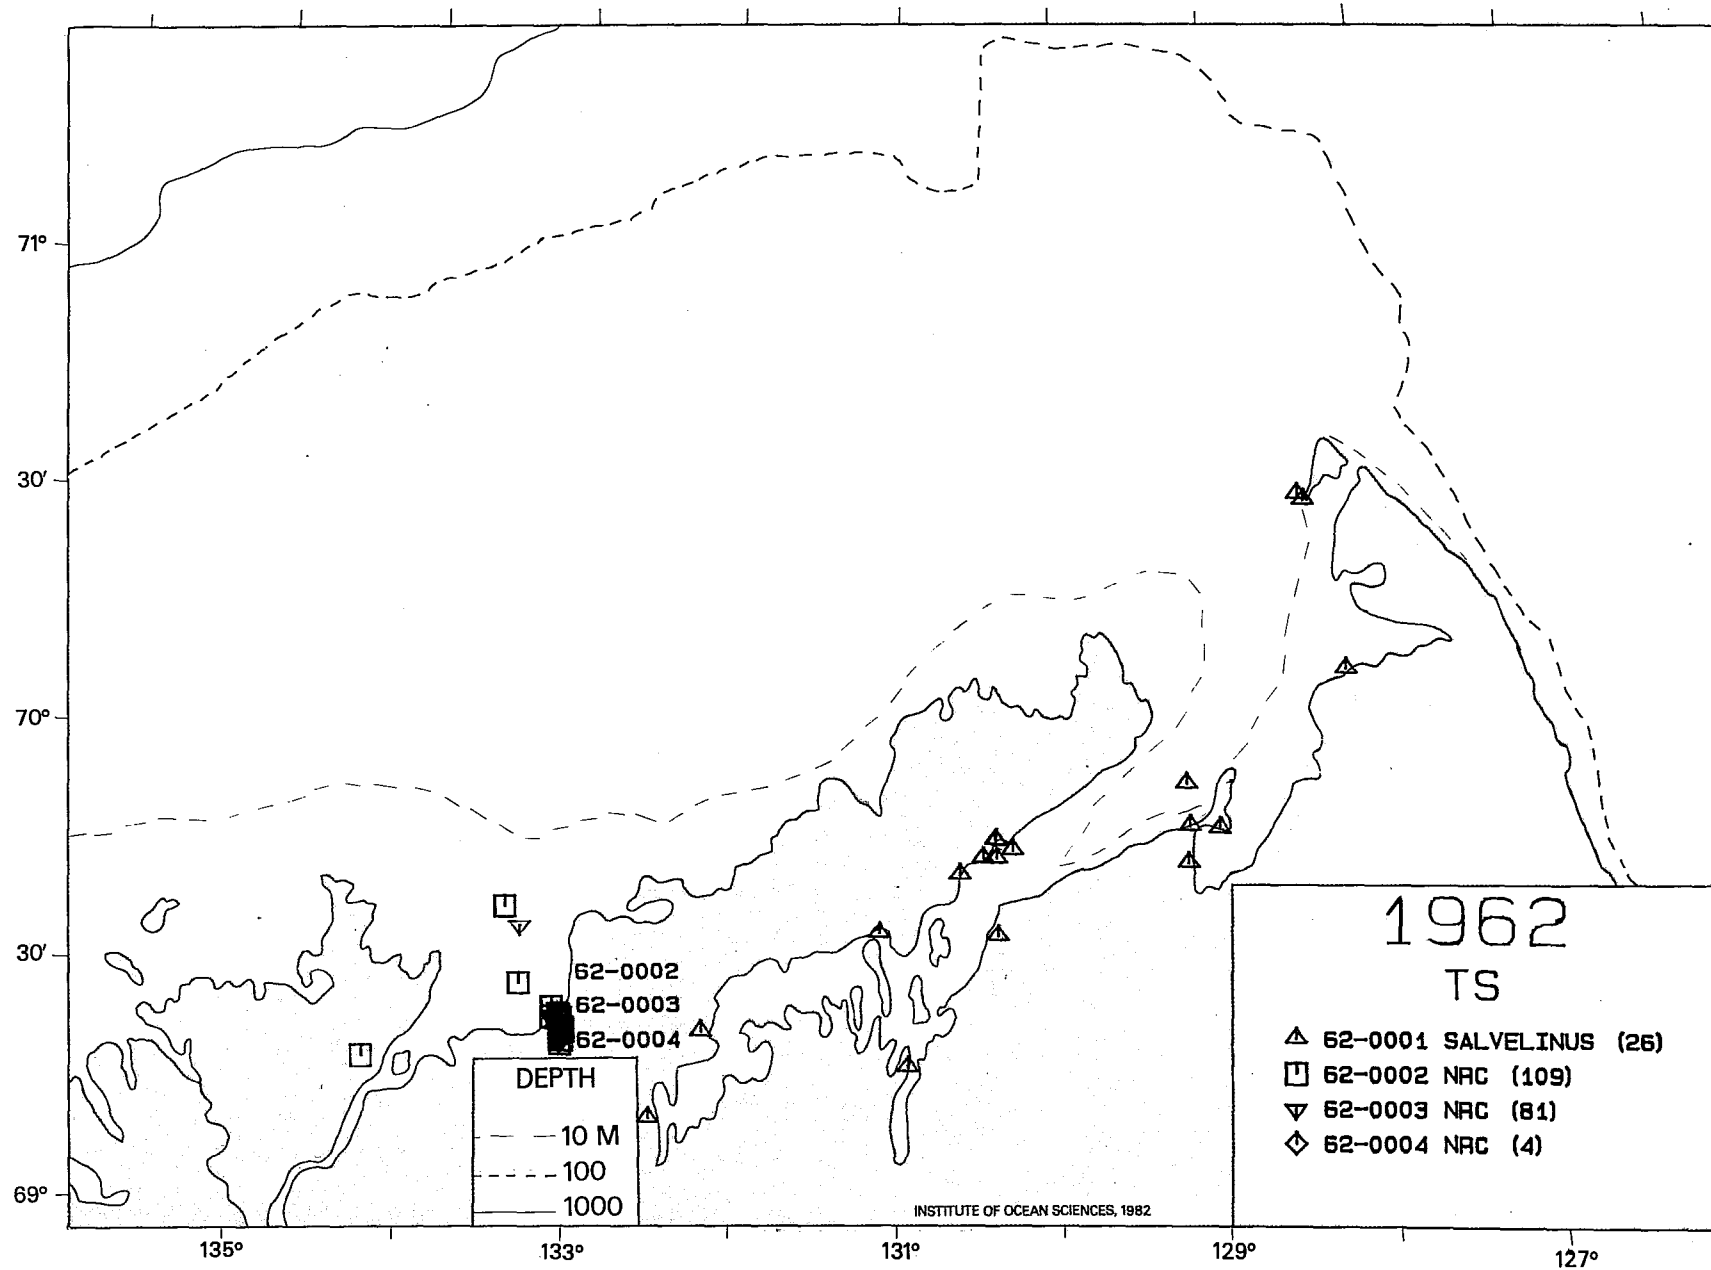 71°
30'
70°
30'
69°
62-0002
62-0003
62-0004
DEPTH
10 M
100
1000
INSTITUTE OF OCEAN SCIENCES, 1982
1962
TS
62-0001 SALVELINUS (26)
62-0002 NRC (109)
62-0003 NRC (81)
62-0004 NRC (4)
135°
133°
131°
129°
127°